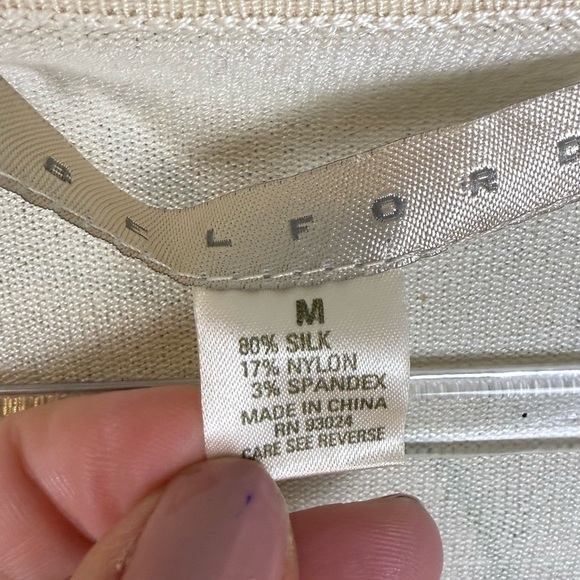 BELFORD
M
80% SILK
17% NYLON
3% SPANDEX
MADE IN CHINA
RN 93024
CARE SEE REVERSE